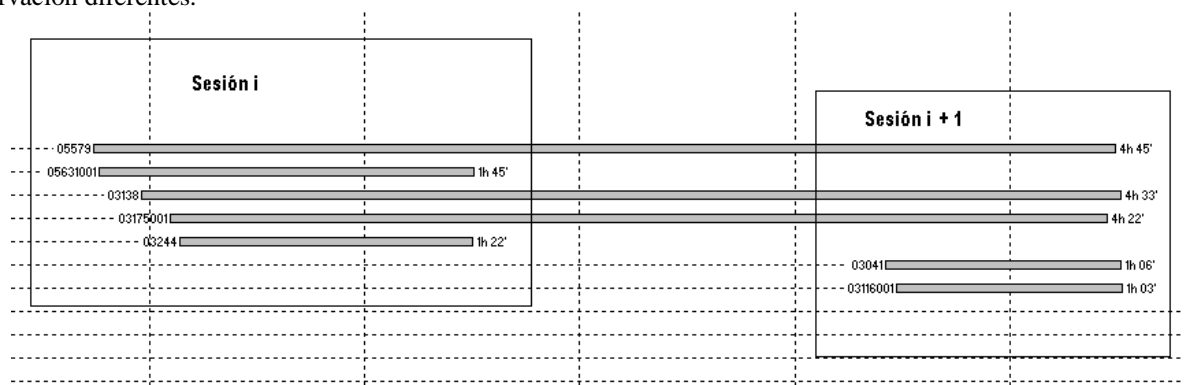 rvación diferentes.
Sesión i
Sesión i + 1
05579 4h 45'
05631001 1h 45'
03138 4h 33'
03175001 4h 22'
03244 1h 22'
03041 1h 06'
03116001 1h 03'